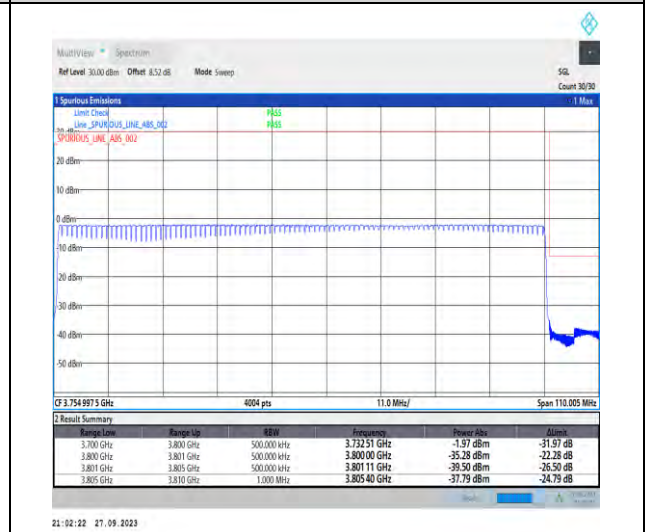 MultiView Spectrum
Ref Level 30.00 dBm Offset 8.52 dB Mode Sweep SGL
Count 30/30
1 Spurious Emissions 1 Max
Limit Check PASS
Line _SPURIOUS_LINE_ABS_002 PASS
_SPURIOUS_LINE_ABS_002
20 dBm
10 dBm
0 dBm
-10 dBm
-20 dBm
-30 dBm
-40 dBm
-50 dBm
CF 3.754 997 5 GHz 4004 pts 11.0 MHz/ Span 110.005 MHz
2 Result Summary
Range Low Range Up RBW Frequency Power Abs ΔLimit
3.700 GHz 3.800 GHz 500.000 kHz 3.732 51 GHz -1.97 dBm -31.97 dB
3.800 GHz 3.801 GHz 500.000 kHz 3.800 00 GHz -35.28 dBm -22.28 dB
3.801 GHz 3.805 GHz 500.000 kHz 3.801 11 GHz -39.50 dBm -26.50 dB
3.805 GHz 3.810 GHz 1.000 MHz 3.805 40 GHz -37.79 dBm -24.79 dB
21:02:22 27.09.2023